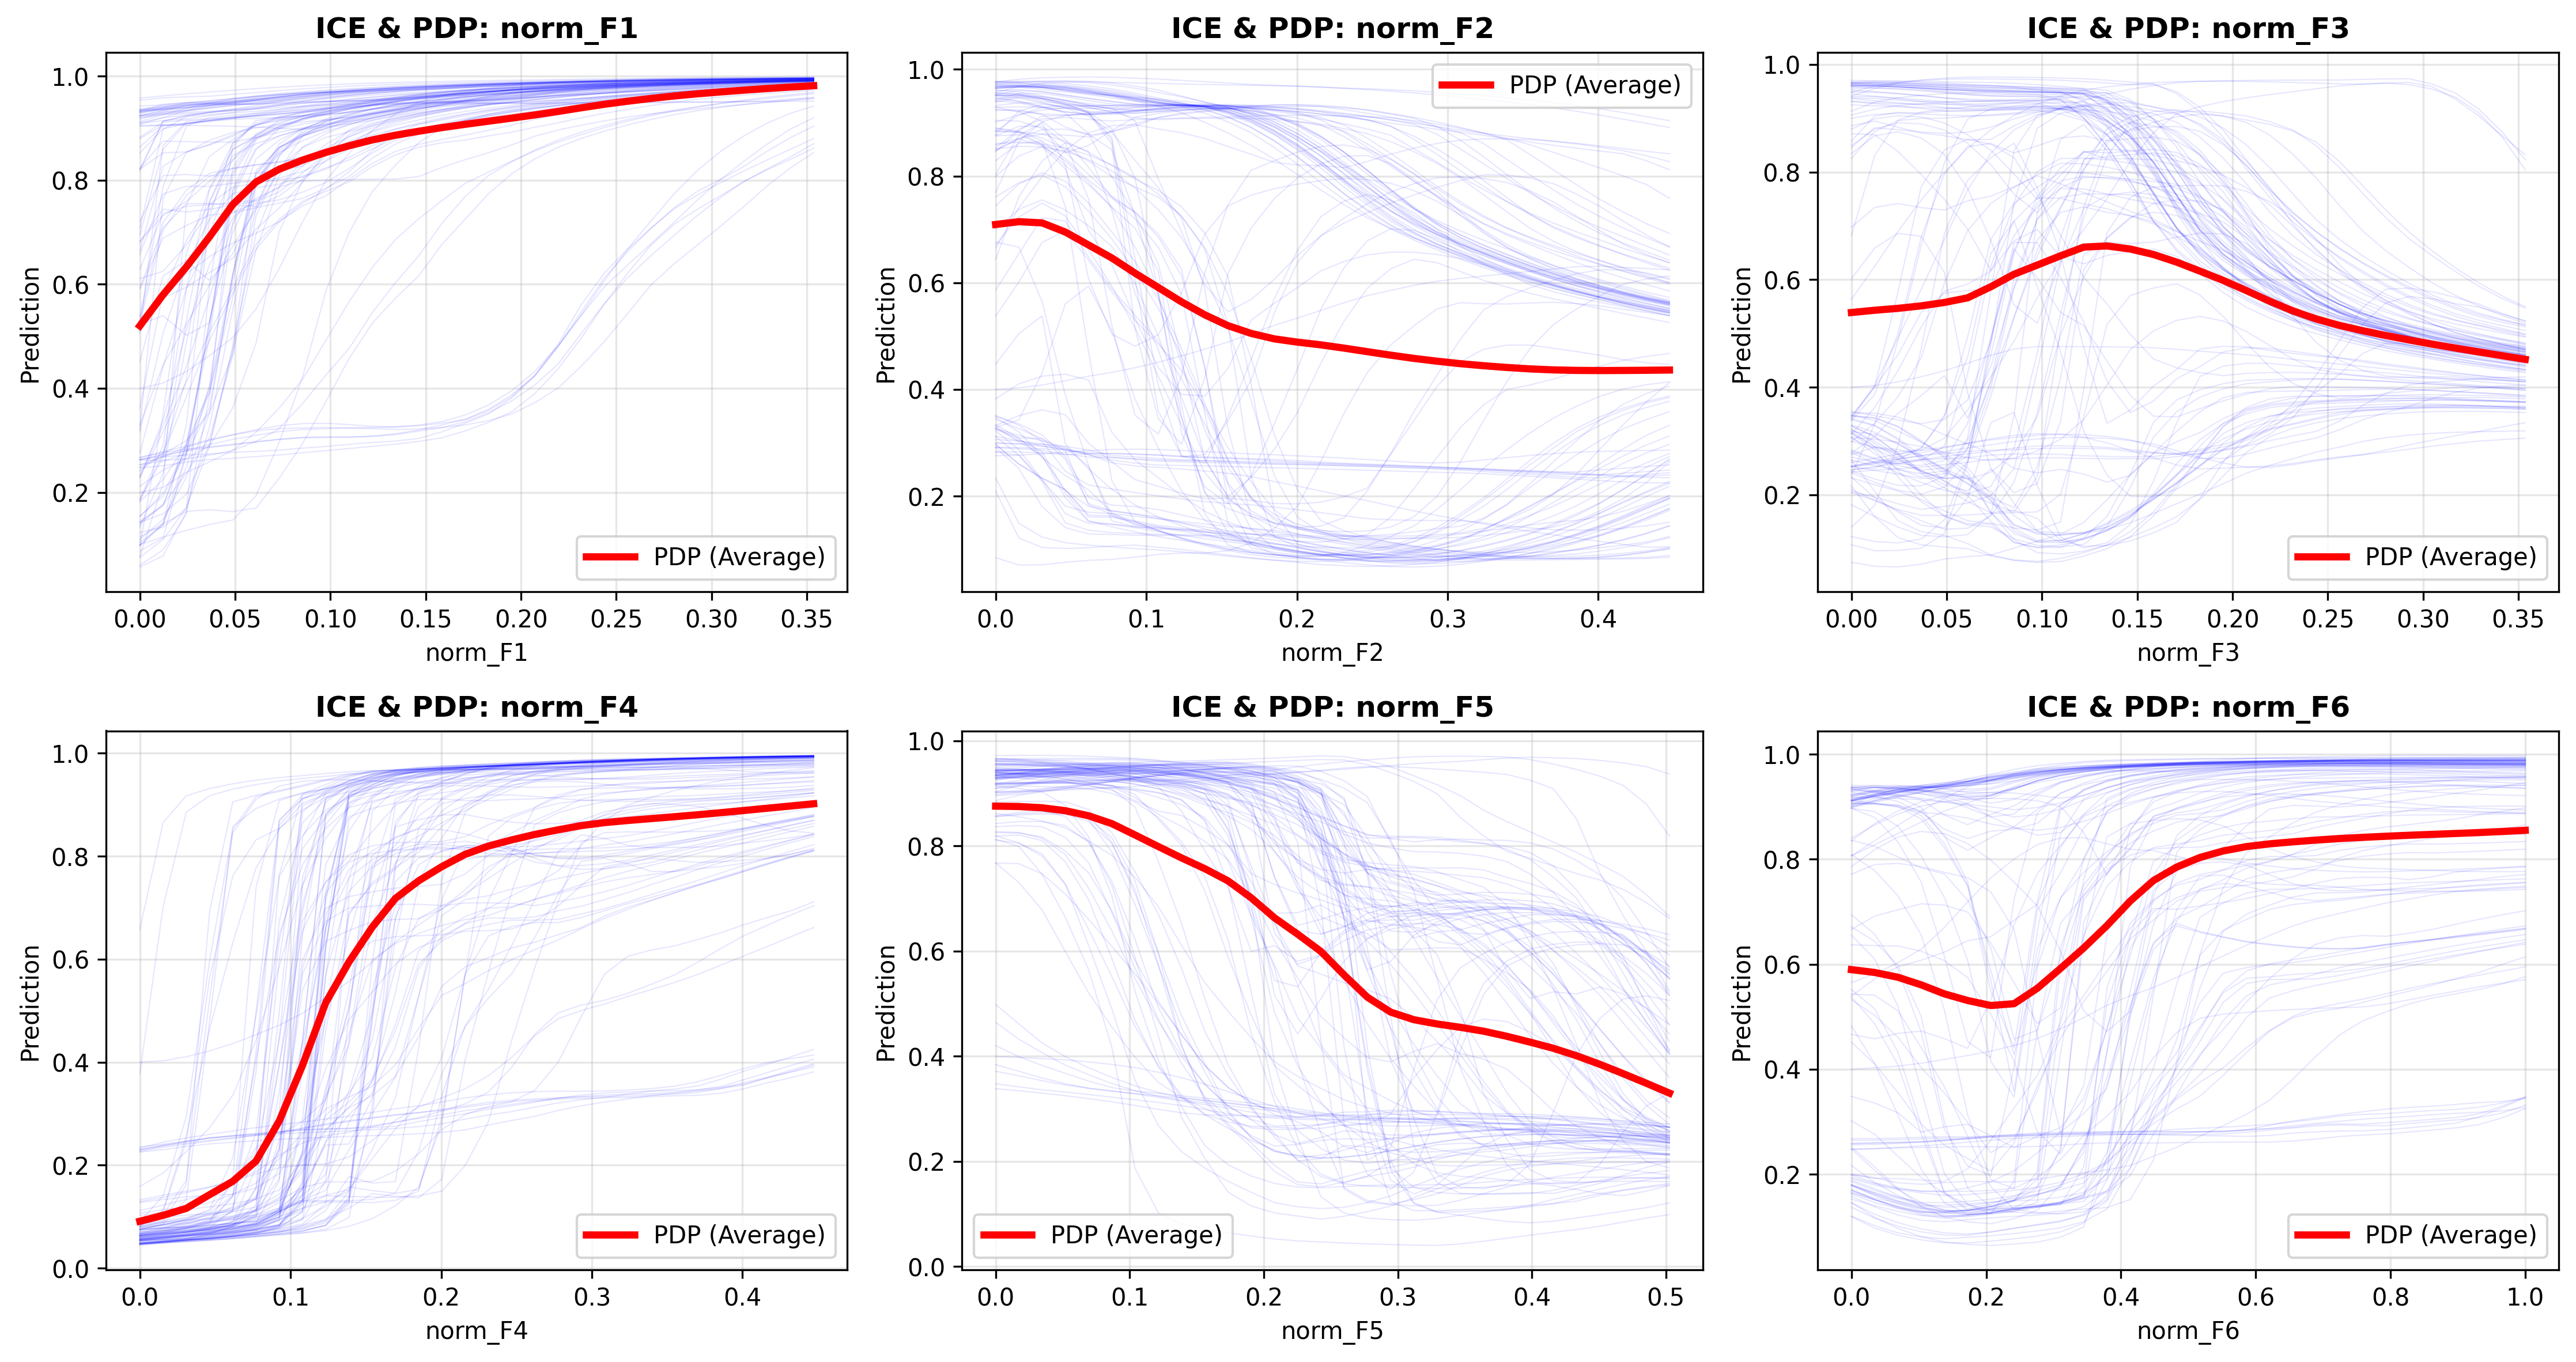 ICE & PDP: norm_F1
Prediction
1.0
0.8
0.6
0.4
0.2
PDP (Average)
0.00 0.05 0.10 0.15 0.20 0.25 0.30 0.35
norm_F1
ICE & PDP: norm_F2
Prediction
1.0
0.8
0.6
0.4
0.2
PDP (Average)
0.0 0.1 0.2 0.3 0.4
norm_F2
ICE & PDP: norm_F3
Prediction
1.0
0.8
0.6
0.4
0.2
PDP (Average)
0.00 0.05 0.10 0.15 0.20 0.25 0.30 0.35
norm_F3
ICE & PDP: norm_F4
Prediction
1.0
0.8
0.6
0.4
0.2
0.0
PDP (Average)
0.0 0.1 0.2 0.3 0.4
norm_F4
ICE & PDP: norm_F5
Prediction
1.0
0.8
0.6
0.4
0.2
0.0
PDP (Average)
0.0 0.1 0.2 0.3 0.4 0.5
norm_F5
ICE & PDP: norm_F6
Prediction
1.0
0.8
0.6
0.4
0.2
PDP (Average)
0.0 0.2 0.4 0.6 0.8 1.0
norm_F6